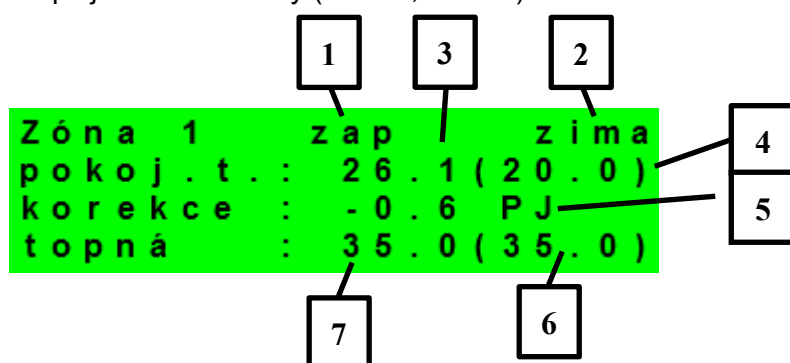 1 3 2
Zóna 1 zap zima
pokoj.t.: 26.1(20.0) 4
korekce : -0.6 PJ 5
topná : 35.0(35.0)
7 6